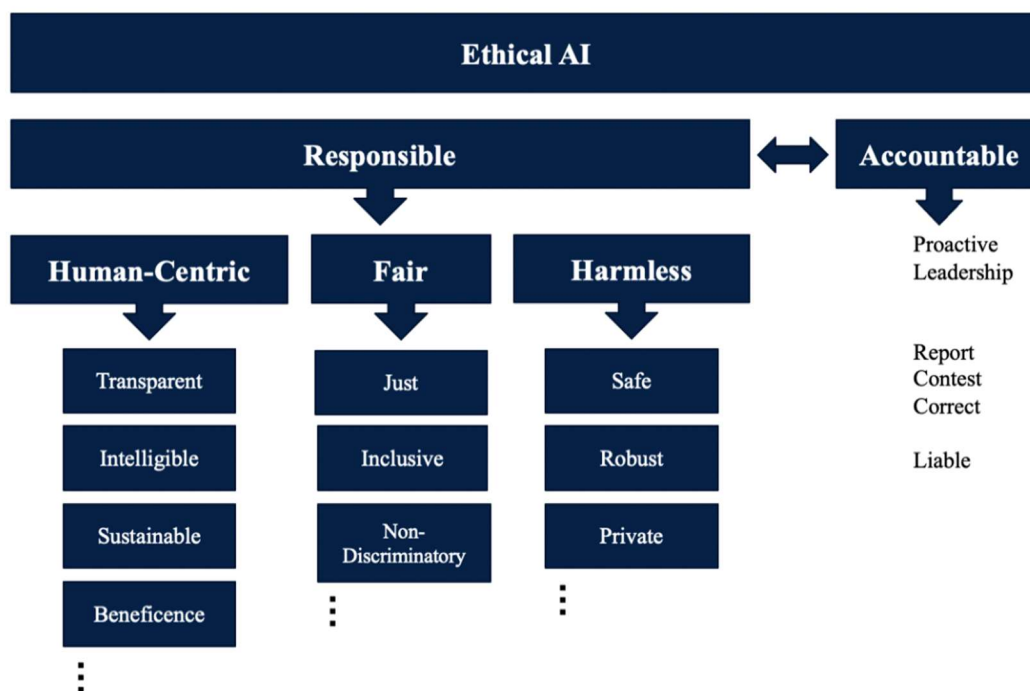 Ethical AI
Responsible
Accountable
Human-Centric
Fair
Harmless
Proactive
Leadership
Transparent
Just
Safe
Report
Contest
Correct
Intelligible
Inclusive
Robust
Liable
Sustainable
Non-
Discriminatory
Private
Beneficence